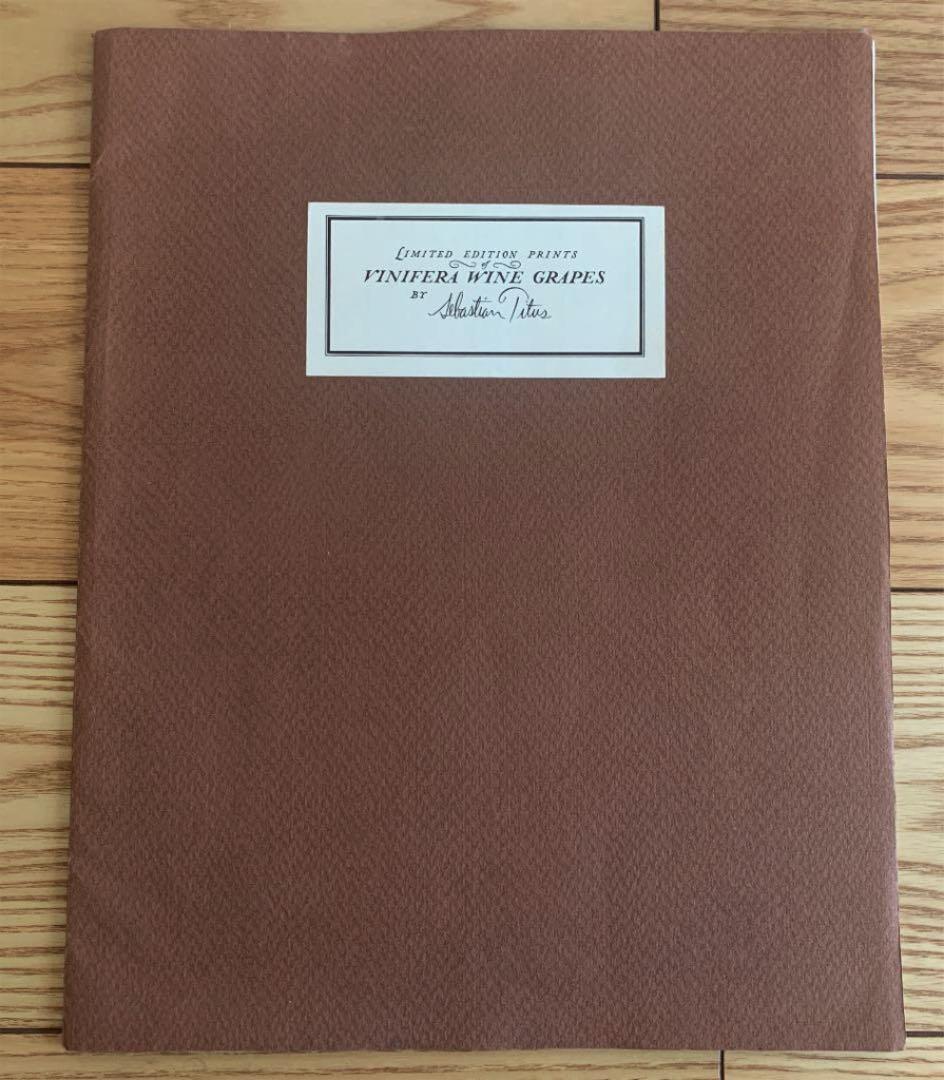 LIMITED EDITION PRINTS
of
VINIFERA WINE GRAPES
BY Sebastian Titus